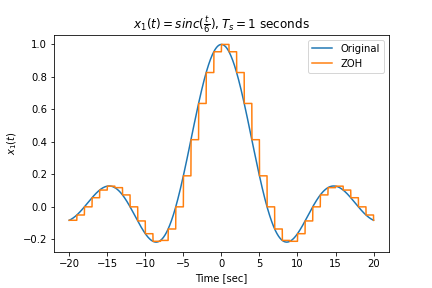 x₁(t) = sinc(t/6), Tₛ = 1 seconds
Original
ZOH
x₁(t)
1.0
0.8
0.6
0.4
0.2
0.0
−0.2
−20 −15 −10 −5 0 5 10 15 20
Time [sec]